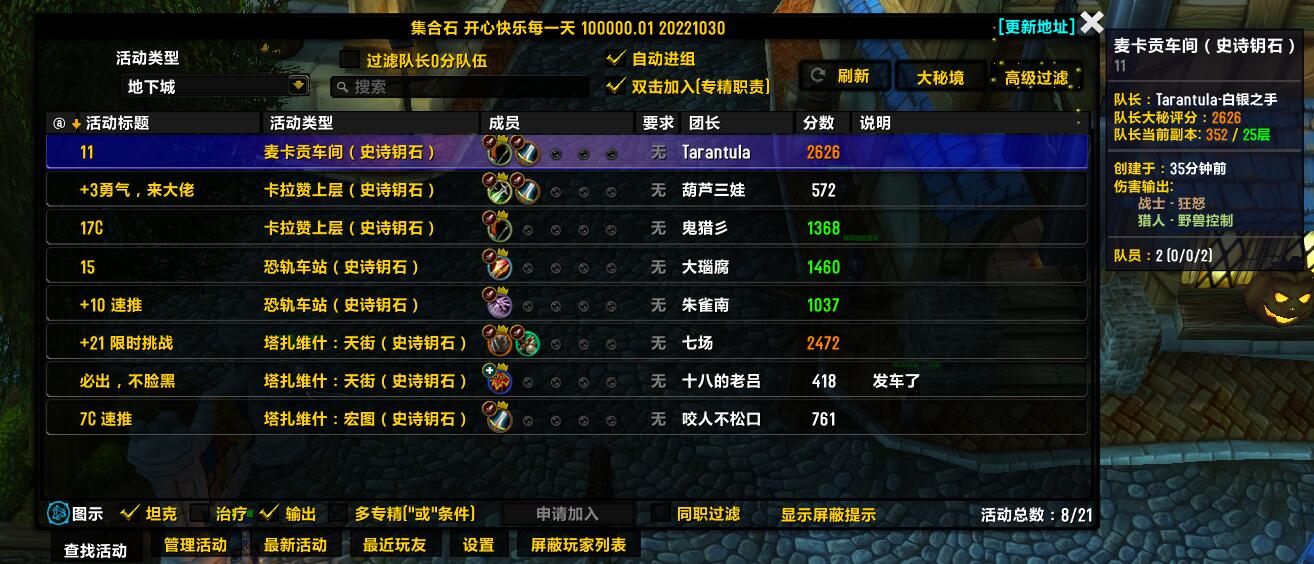 集合石 开心快乐每一天 100000.01 20221030
[更新地址]
活动类型
过滤队长0分队伍
自动进组
地下城
搜索
双击加入(专精职责)
刷新
大秘境
高级过滤
@ 活动标题 活动类型 成员 要求 团长 分数 说明
11 麦卡贡车间（史诗钥石） 无 Tarantula 2626
+3勇气，来大佬 卡拉赞上层（史诗钥石） 无 葫芦三娃 572
17C 卡拉赞上层（史诗钥石） 无 鬼猎彡 1368
15 恐轨车站（史诗钥石） 无 大瑙腐 1460
+10 速推 恐轨车站（史诗钥石） 无 朱雀南 1037
+21 限时挑战 塔扎维什：天街（史诗钥石） 无 七场 2472
必出，不脸黑 塔扎维什：天街（史诗钥石） 无 十八的老吕 418 发车了
7C 速推 塔扎维什：宏图（史诗钥石） 无 咬人不松口 761
图示 坦克 治疗 输出 多专精("或"条件) 申请加入 同职过滤 显示屏蔽提示 活动总数：8/21
查找活动 管理活动 最新活动 最近玩友 设置 屏蔽玩家列表
麦卡贡车间（史诗钥石）
11
队长：Tarantula-白银之手
队长大秘评分：2626
队长当前副本: 352 / 25层
创建于：35分钟前
伤害输出:
战士 - 狂怒
猎人 - 野兽控制
队员：2 (0/0/2)